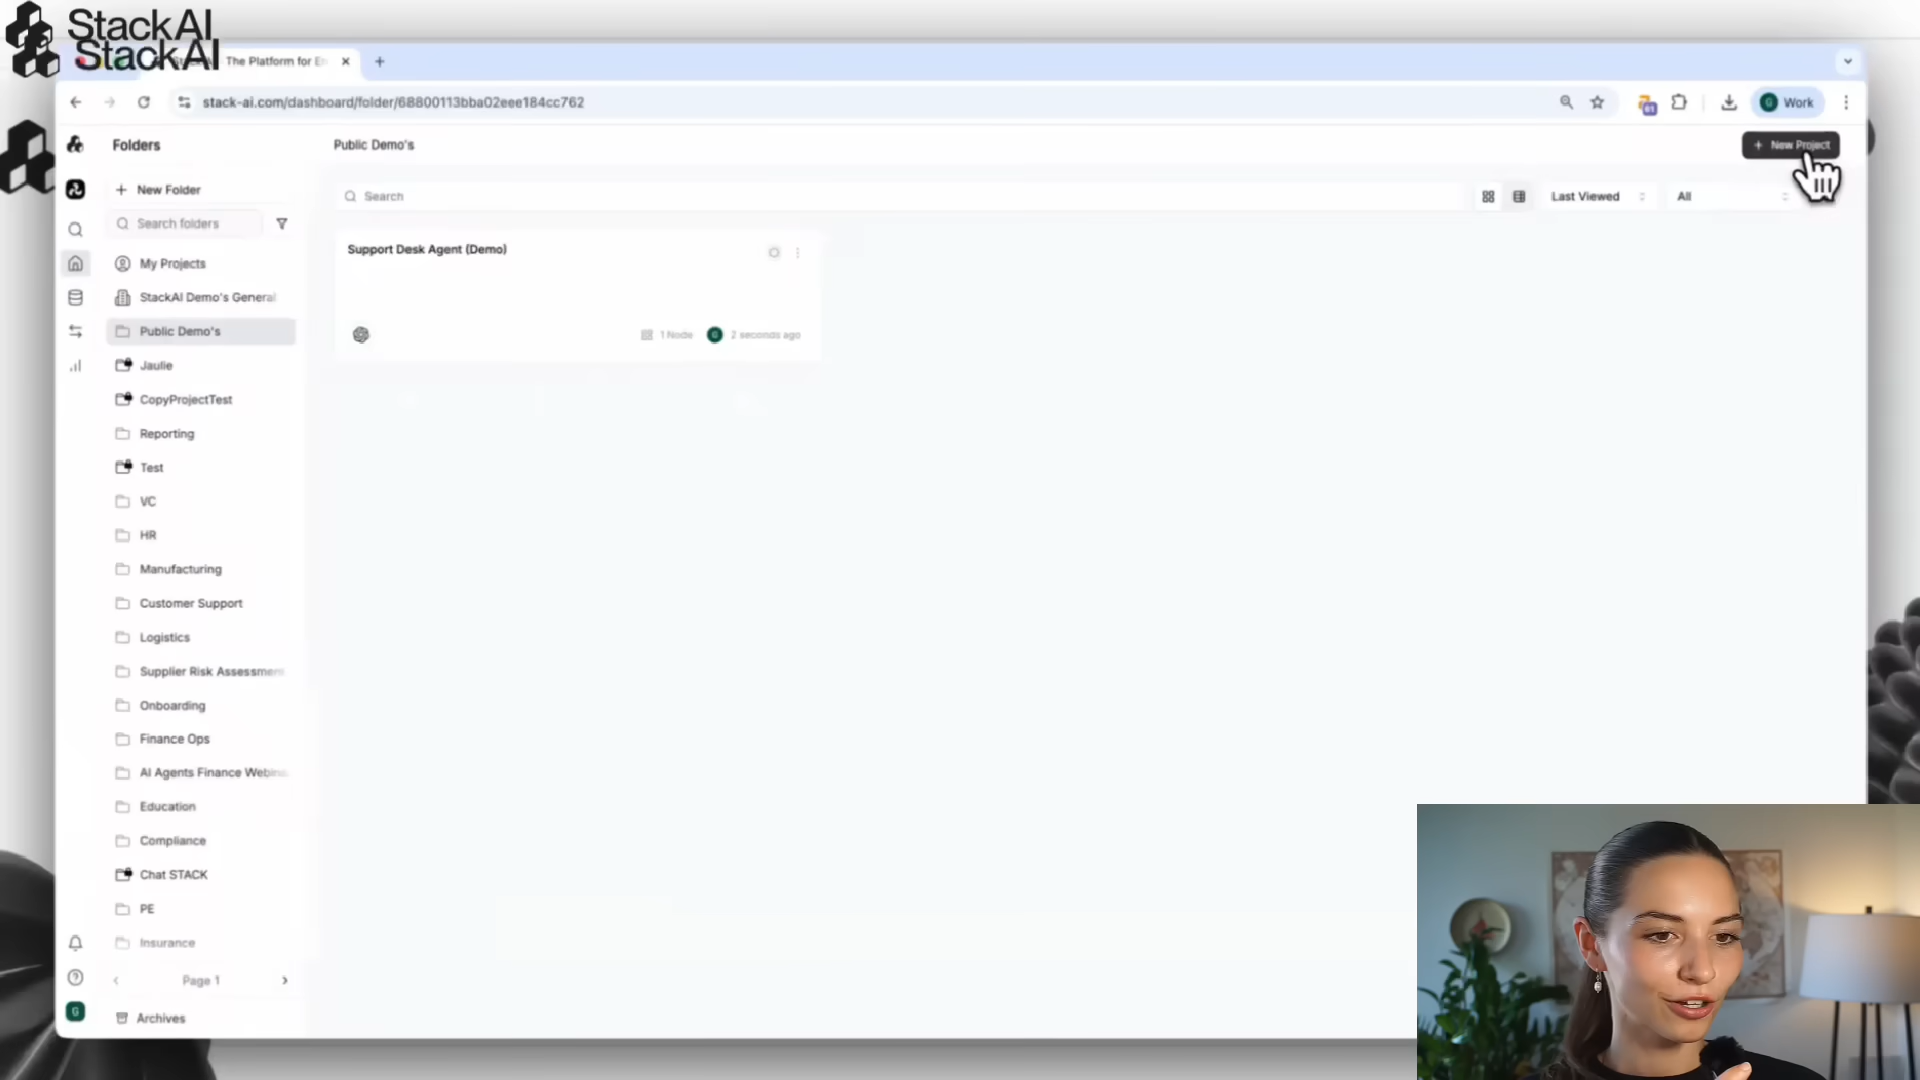 StackAI
StackAI
The Platform for En
stack-ai.com/dashboard/folder/68800113bba02eee184cc762
61
G
Work
Folders
Public Demo's
+ New Project
+ New Folder
Search
Last Viewed
All
Search folders
Support Desk Agent (Demo)
My Projects
StackAI Demo's General
Public Demo's
1 Node
2 seconds ago
Jaulie
CopyProjectTest
Reporting
Test
VC
HR
Manufacturing
Customer Support
Logistics
Supplier Risk Assessment
Onboarding
Finance Ops
AI Agents Finance Webina
Education
Compliance
Chat STACK
PE
Insurance
Page 1
G
Archives